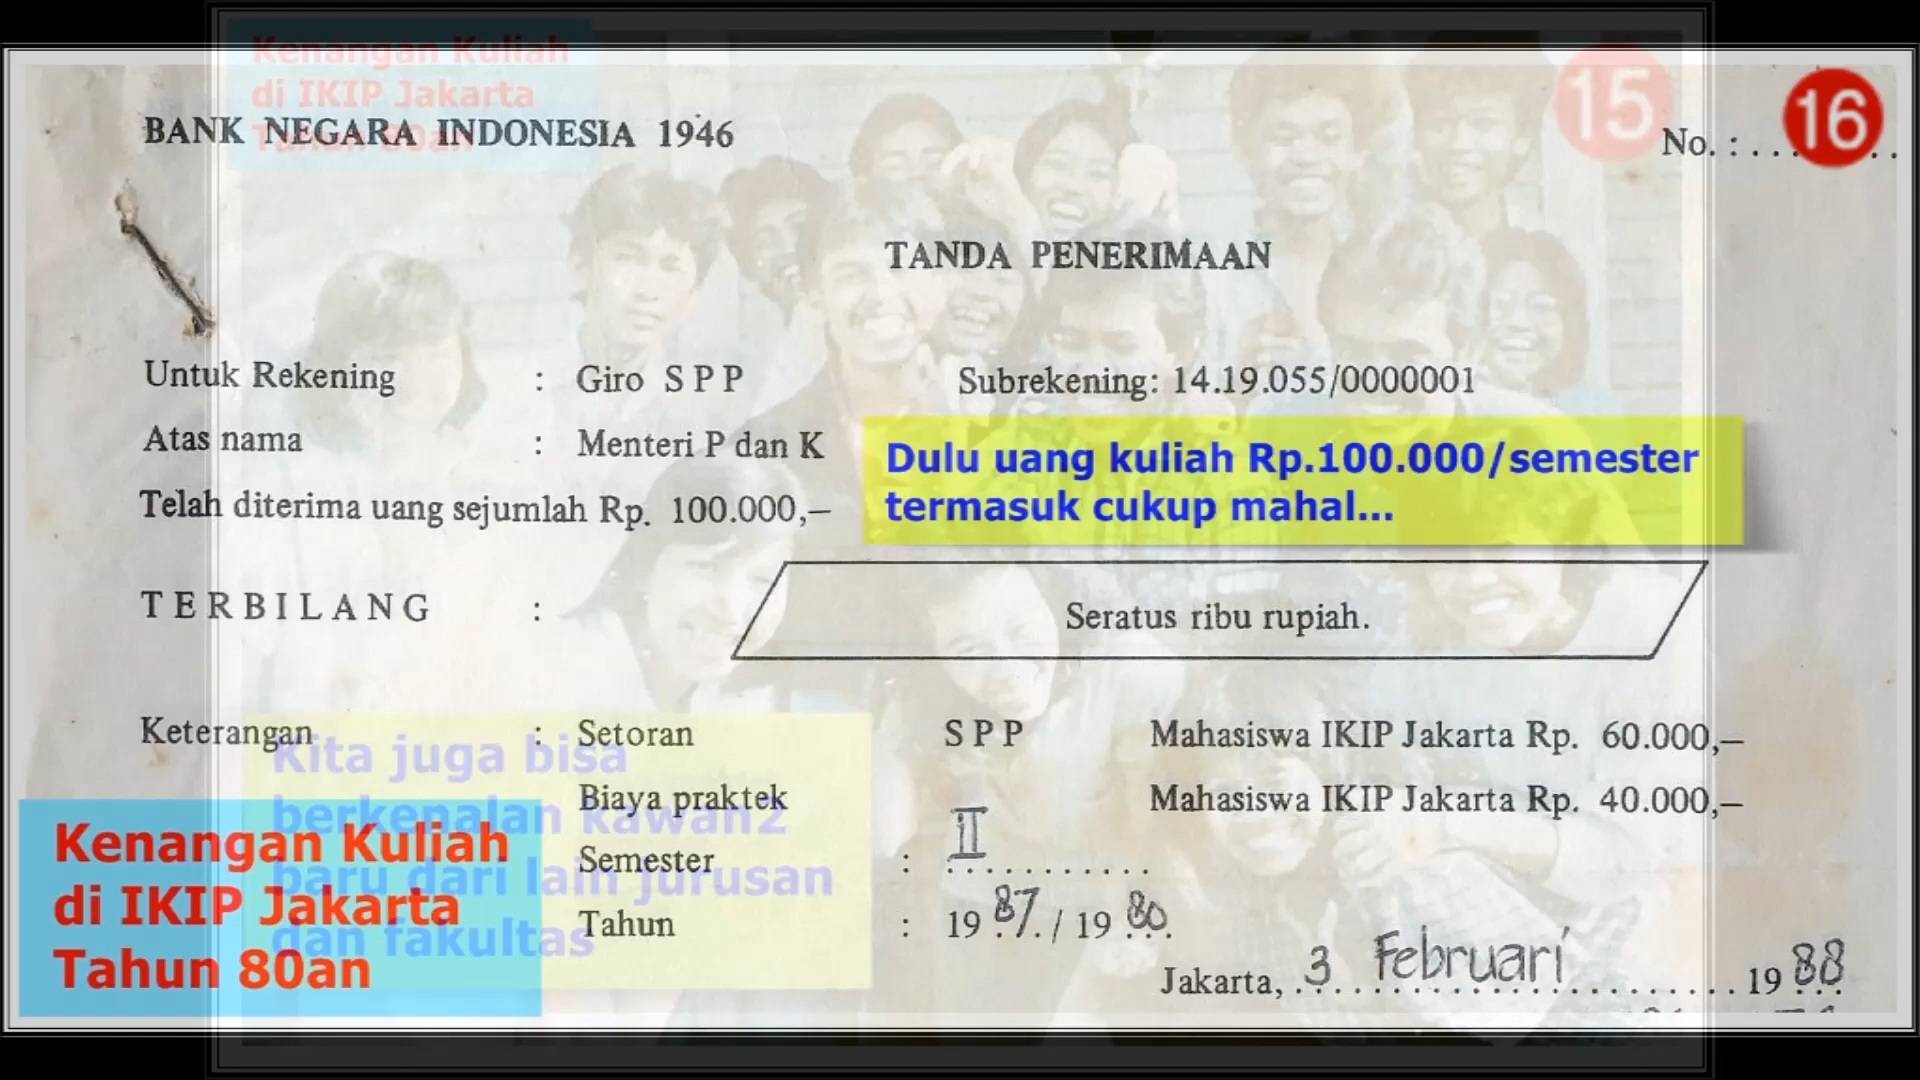 Kenangan Kuliah
di IKIP Jakarta
Tahun 80an
15
16
BANK NEGARA INDONESIA 1946
No. : . . . . .
TANDA PENERIMAAN
Untuk Rekening : Giro S P P Subrekening: 14.19.055/0000001
Atas nama : Menteri P dan K
Dulu uang kuliah Rp.100.000/semester
termasuk cukup mahal...
Telah diterima uang sejumlah Rp. 100.000,—
T E R B I L A N G : Seratus ribu rupiah.
Keterangan : Setoran S P P Mahasiswa IKIP Jakarta Rp. 60.000,—
Biaya praktek Mahasiswa IKIP Jakarta Rp. 40.000,—
Semester : II
Tahun : 19 87 / 19 80
Jakarta, 3 Februari 19 88
Kita juga bisa
berkenalan kawan2
baru dari lain jurusan
dan fakultas
Kenangan Kuliah
di IKIP Jakarta
Tahun 80an